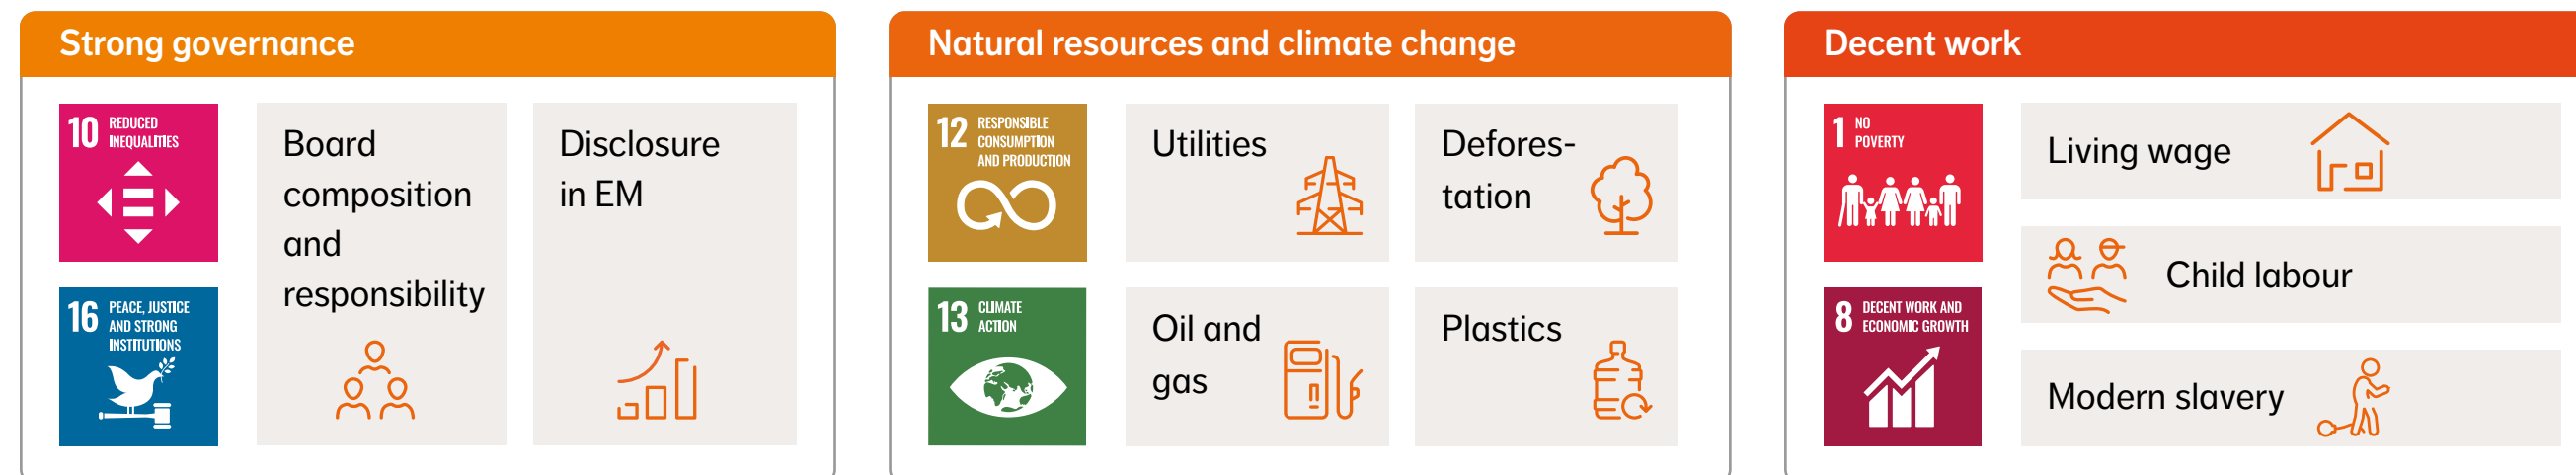 Strong governance
10 REDUCED
INEQUALITIES
16 PEACE, JUSTICE
AND STRONG
INSTITUTIONS
Board
composition
and
responsibility
Disclosure
in EM
Natural resources and climate change
12 RESPONSIBLE
CONSUMPTION
AND PRODUCTION
13 CLIMATE
ACTION
Utilities
Defores-
tation
Oil and
gas
Plastics
Decent work
1 NO
POVERTY
8 DECENT WORK AND
ECONOMIC GROWTH
Living wage
Child labour
Modern slavery